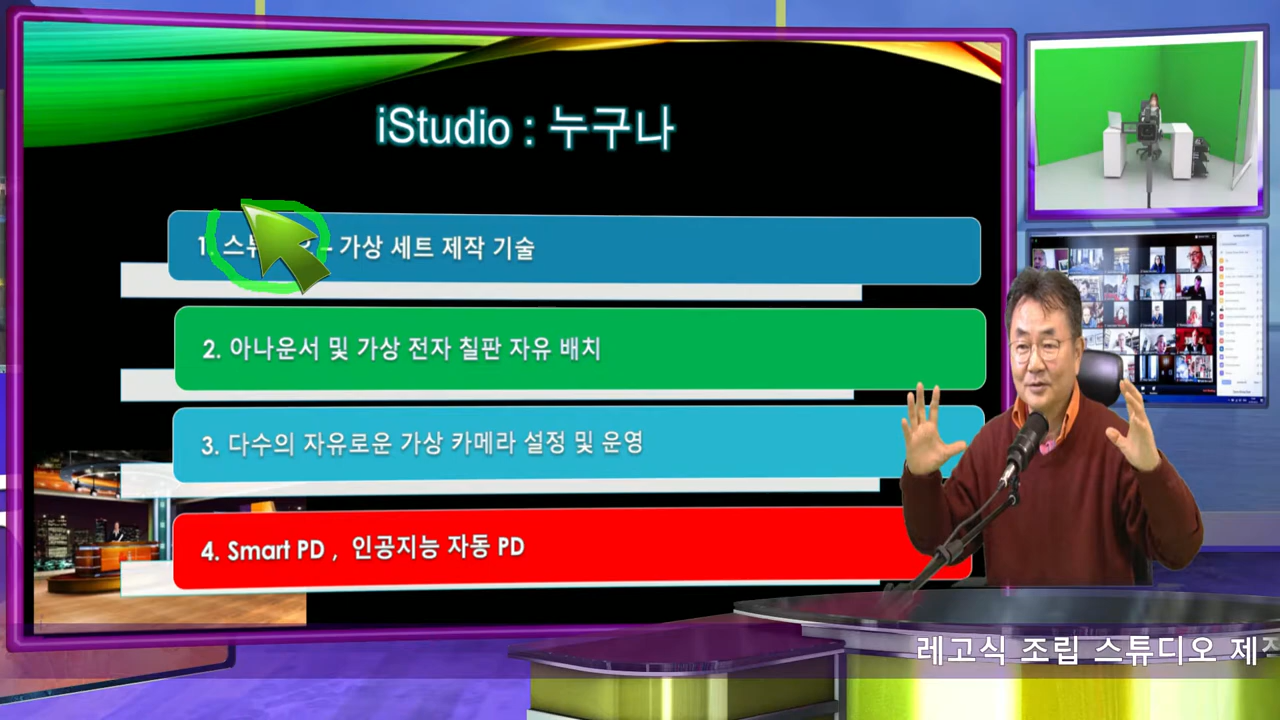 iStudio : 누구나
1. – 가상 세트 제작 기술
2. 아나운서 및 가상 전자 칠판 자유 배치
3. 다수의 자유로운 가상 카메라 설정 및 운영
4. Smart PD , 인공지능 자동 PD
레고식 조립 스튜디오 제